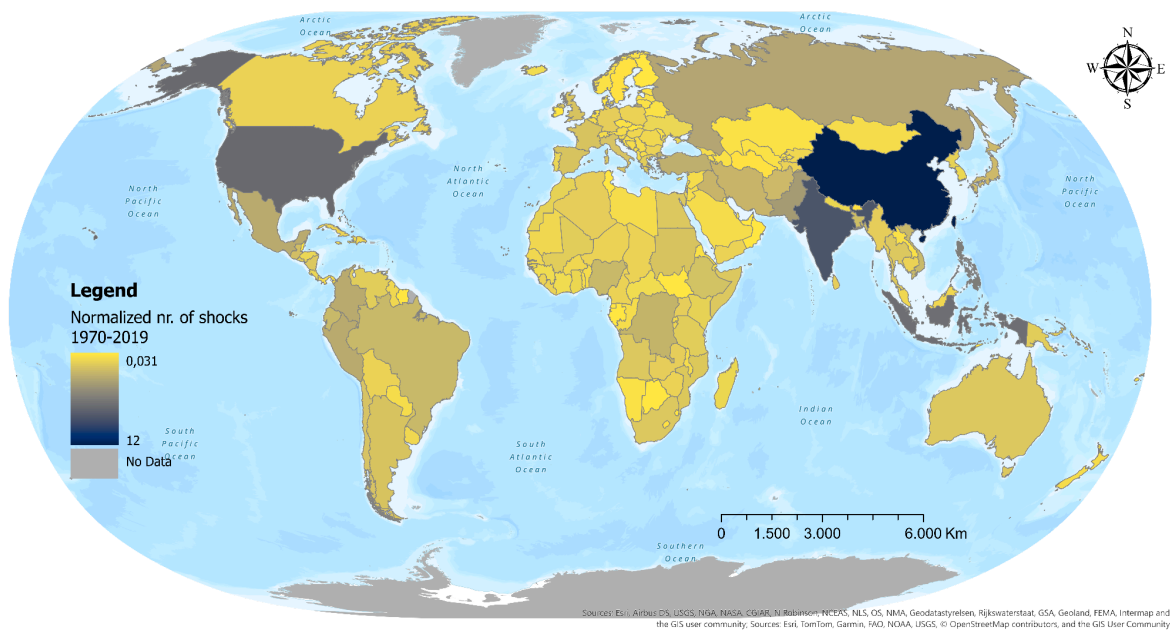 Arctic
Ocean
Arctic
Ocean
N
W E
S
North
Pacific
Ocean
North
Atlantic
Ocean
North
Pacific
Ocean
Legend
Normalized nr. of shocks
1970-2019
0,031
12
No Data
South
Pacific
Ocean
South
Atlantic
Ocean
Indian
Ocean
0 1.500 3.000 6.000 Km
Southern
Ocean
Sources: Esri, Airbus DS, USGS, NGA, NASA, CGIAR, N Robinson, NCEAS, NLS, OS, NMA, Geodatastyrelsen, Rijkswaterstaat, GSA, Geoland, FEMA, Intermap and
the GIS user community, Sources: Esri, TomTom, Garmin, FAO, NOAA, USGS, © OpenStreetMap contributors, and the GIS User Community